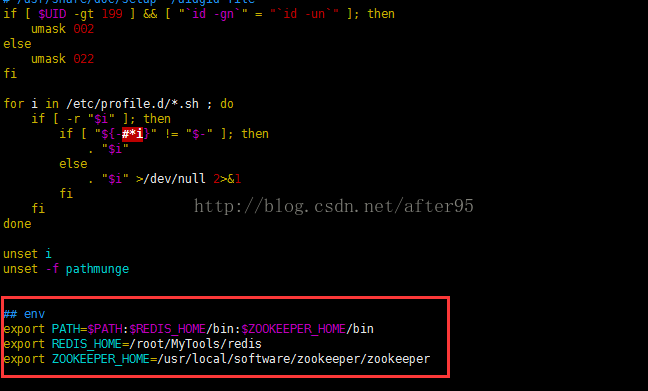 # /usr/share/doc/setup-*/uidgid file
if [ $UID -gt 199 ] && [ "`id -gn`" = "`id -un`" ]; then
umask 002
else
umask 022
fi
for i in /etc/profile.d/*.sh ; do
if [ -r "$i" ]; then
if [ "${-#*i}" != "$-" ]; then
. "$i"
else
. "$i" >/dev/null 2>&1
fi
fi
done
http://blog.csdn.net/after95
unset i
unset -f pathmunge
## env
export PATH=$PATH:$REDIS_HOME/bin:$ZOOKEEPER_HOME/bin
export REDIS_HOME=/root/MyTools/redis
export ZOOKEEPER_HOME=/usr/local/software/zookeeper/zookeeper